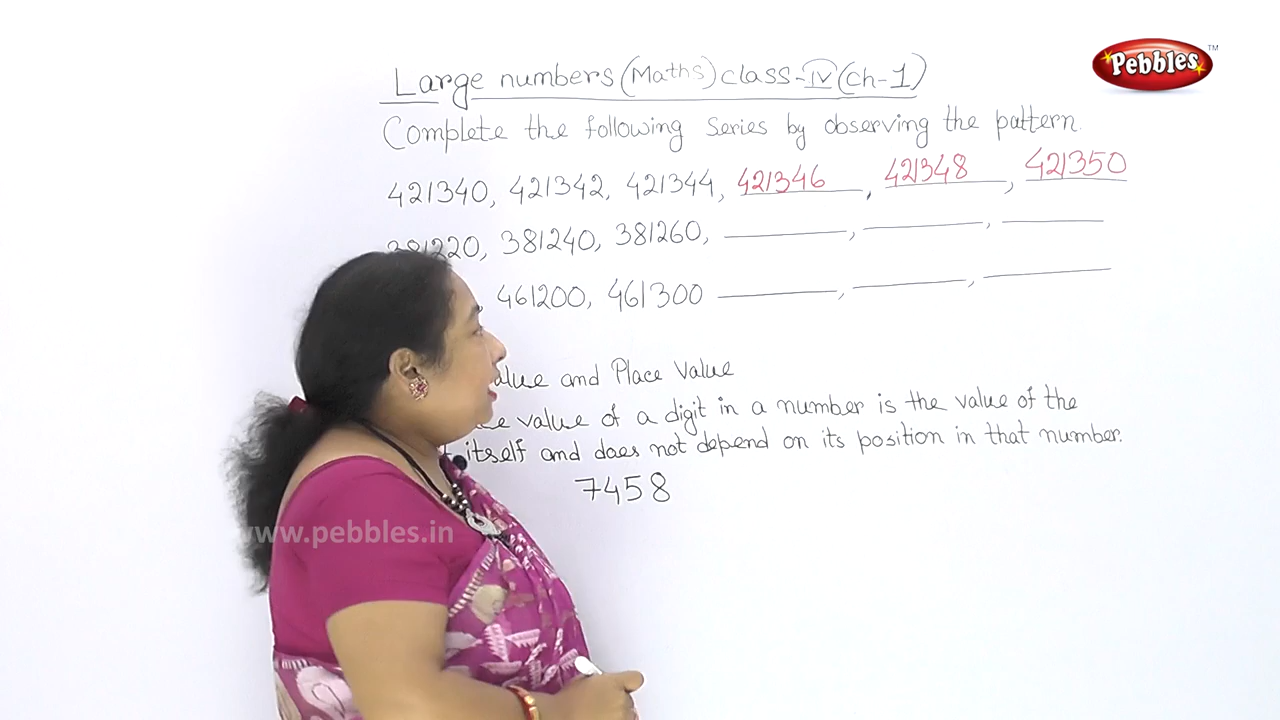 Pebbles TM
Large numbers (Maths) class-IV (Ch-1)
Complete the following Series by observing the pattern.
421340, 421342, 421344, 421346, 421348, 421350
381220, 381240, 381260,
461200, 461300
and Place Value
value of a digit in a number is the value of the
itself and does not depend on its position in that number.
7458
www.pebbles.in